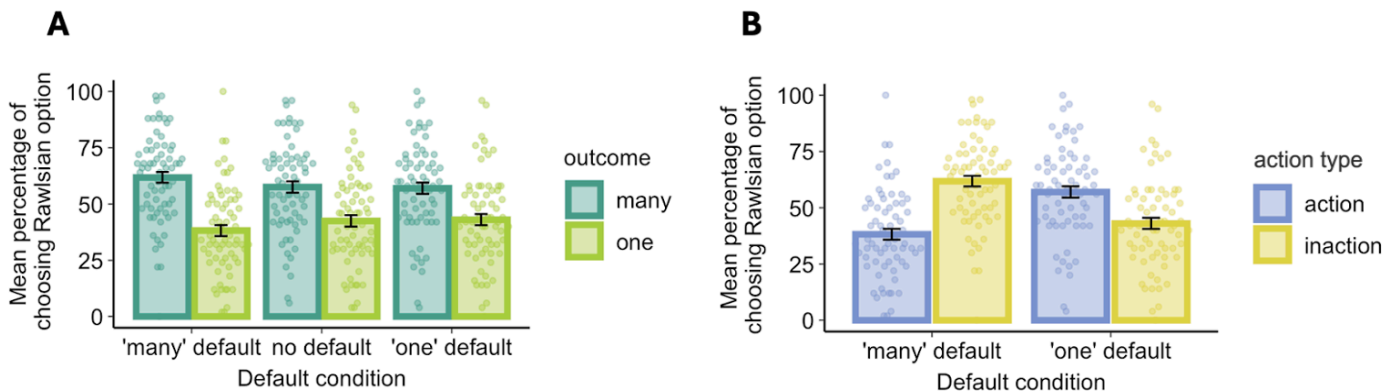 A
Mean percentage of
choosing Rawlsian option
100
75
50
25
0
'many' default no default 'one' default
Default condition
outcome
many
one
B
Mean percentage of
choosing Rawlsian option
100
75
50
25
0
'many' default 'one' default
Default condition
action type
action
inaction